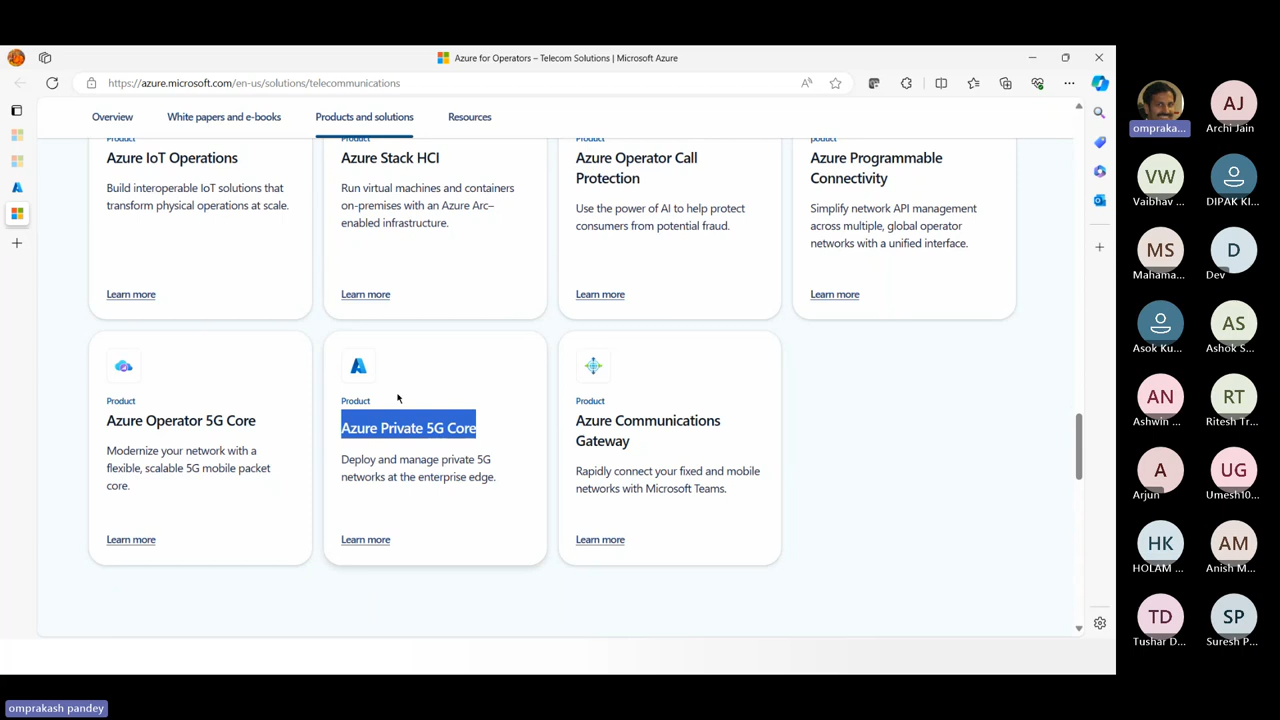 Azure for Operators – Telecom Solutions | Microsoft Azure
https://azure.microsoft.com/en-us/solutions/telecommunications
Overview
White papers and e-books
Products and solutions
Resources
Product
Azure IoT Operations
Build interoperable IoT solutions that
transform physical operations at scale.
Learn more
Product
Azure Stack HCI
Run virtual machines and containers
on-premises with an Azure Arc–
enabled infrastructure.
Learn more
Product
Azure Operator Call
Protection
Use the power of AI to help protect
consumers from potential fraud.
Learn more
product
Azure Programmable
Connectivity
Simplify network API management
across multiple, global operator
networks with a unified interface.
Learn more
Product
Azure Operator 5G Core
Modernize your network with a
flexible, scalable 5G mobile packet
core.
Learn more
Product
Azure Private 5G Core
Deploy and manage private 5G
networks at the enterprise edge.
Learn more
Product
Azure Communications
Gateway
Rapidly connect your fixed and mobile
networks with Microsoft Teams.
Learn more
ompraka...
AJ
Archi Jain
VW
Vaibhav ...
DIPAK KI...
MS
Mahama...
D
Dev
Asok Ku...
AS
Ashok S...
AN
Ashwin ...
RT
Ritesh Tr...
A
Arjun
UG
Umesh10...
HK
HOLAM ...
AM
Anish M...
TD
Tushar D...
SP
Suresh P...
omprakash pandey